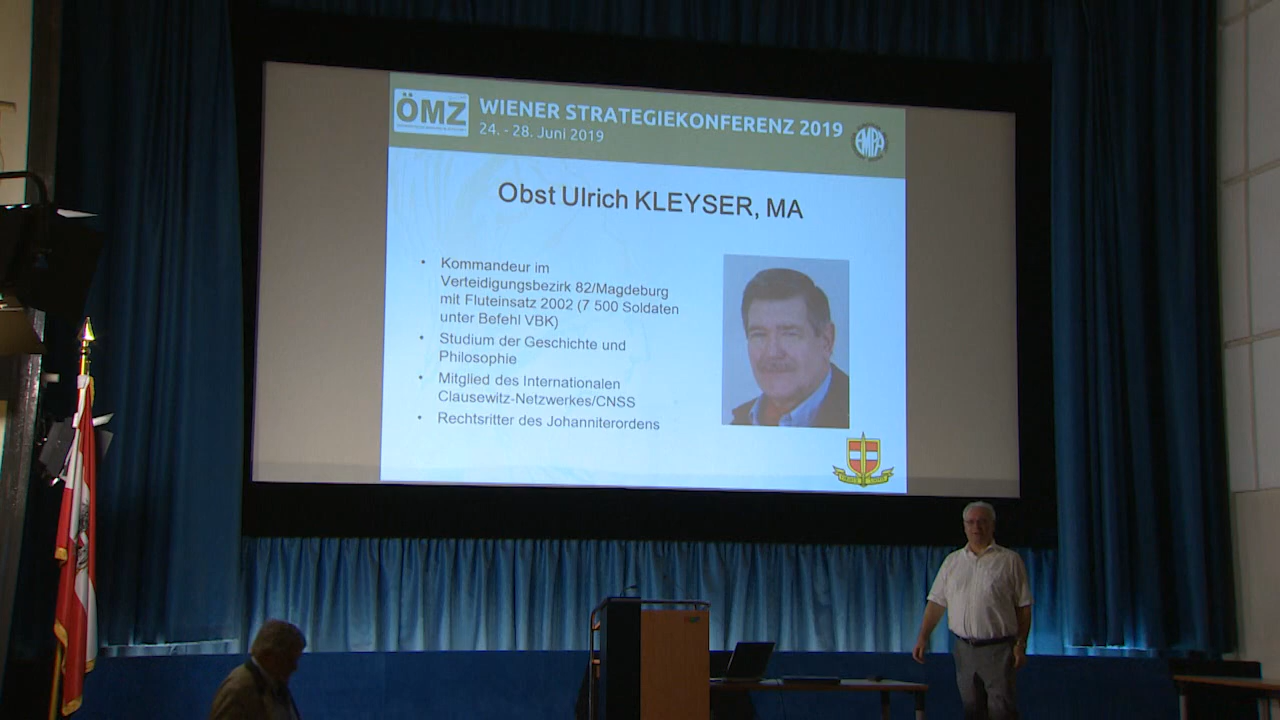 ÖMZ
WIENER STRATEGIEKONFERENZ 2019
24. - 28. Juni 2019
Obst Ulrich KLEYSER, MA
• Kommandeur im
Verteidigungsbezirk 82/Magdeburg
mit Fluteinsatz 2002 (7 500 Soldaten
unter Befehl VBK)
• Studium der Geschichte und
Philosophie
• Mitglied des Internationalen
Clausewitz-Netzwerkes/CNSS
• Rechtsritter des Johanniterordens